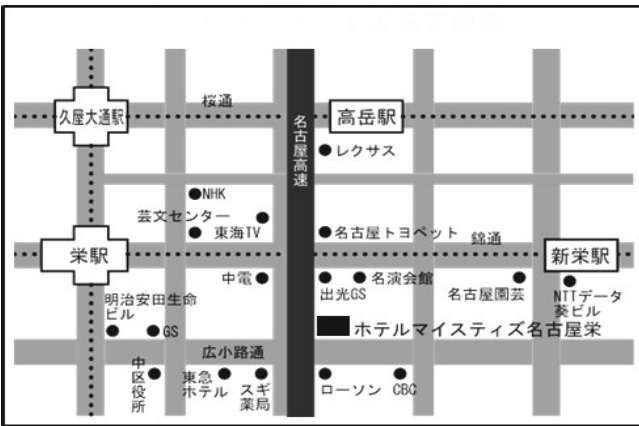 桜通
久屋大通駅
名古屋高速
高岳駅
レクサス
NHK
芸文センター
東海TV
名古屋トヨペット
錦通
栄駅
新栄駅
中電
出光GS
名演会館
名古屋園芸
NTTデータ
葵ビル
明治安田生命
ビル
GS
ホテルマイスティズ名古屋栄
広小路通
中区役所
東急
ホテル
スギ
薬局
ローソン
CBC